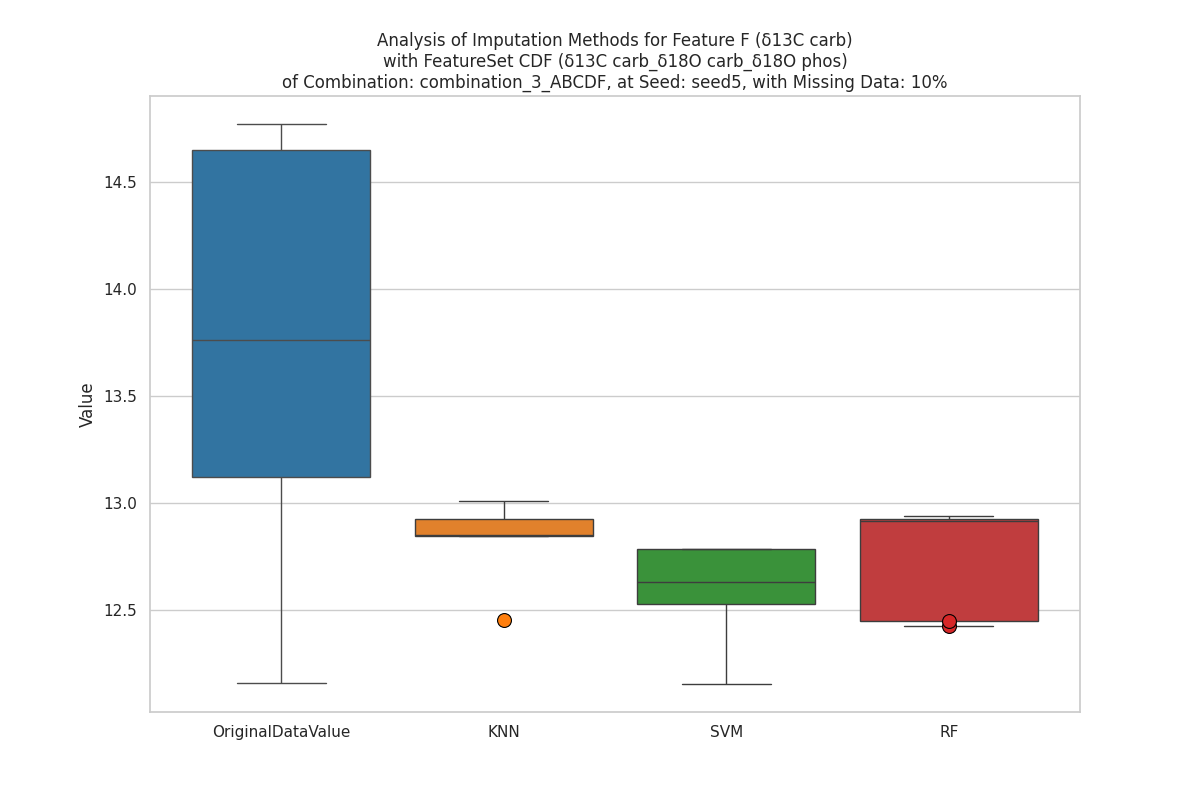 Analysis of Imputation Methods for Feature F (δ13C carb)
with FeatureSet CDF (δ13C carb_δ18O carb_δ18O phos)
of Combination: combination_3_ABCDF, at Seed: seed5, with Missing Data: 10%
14.5
14.0
13.5
13.0
12.5
Value
OriginalDataValue
KNN
SVM
RF